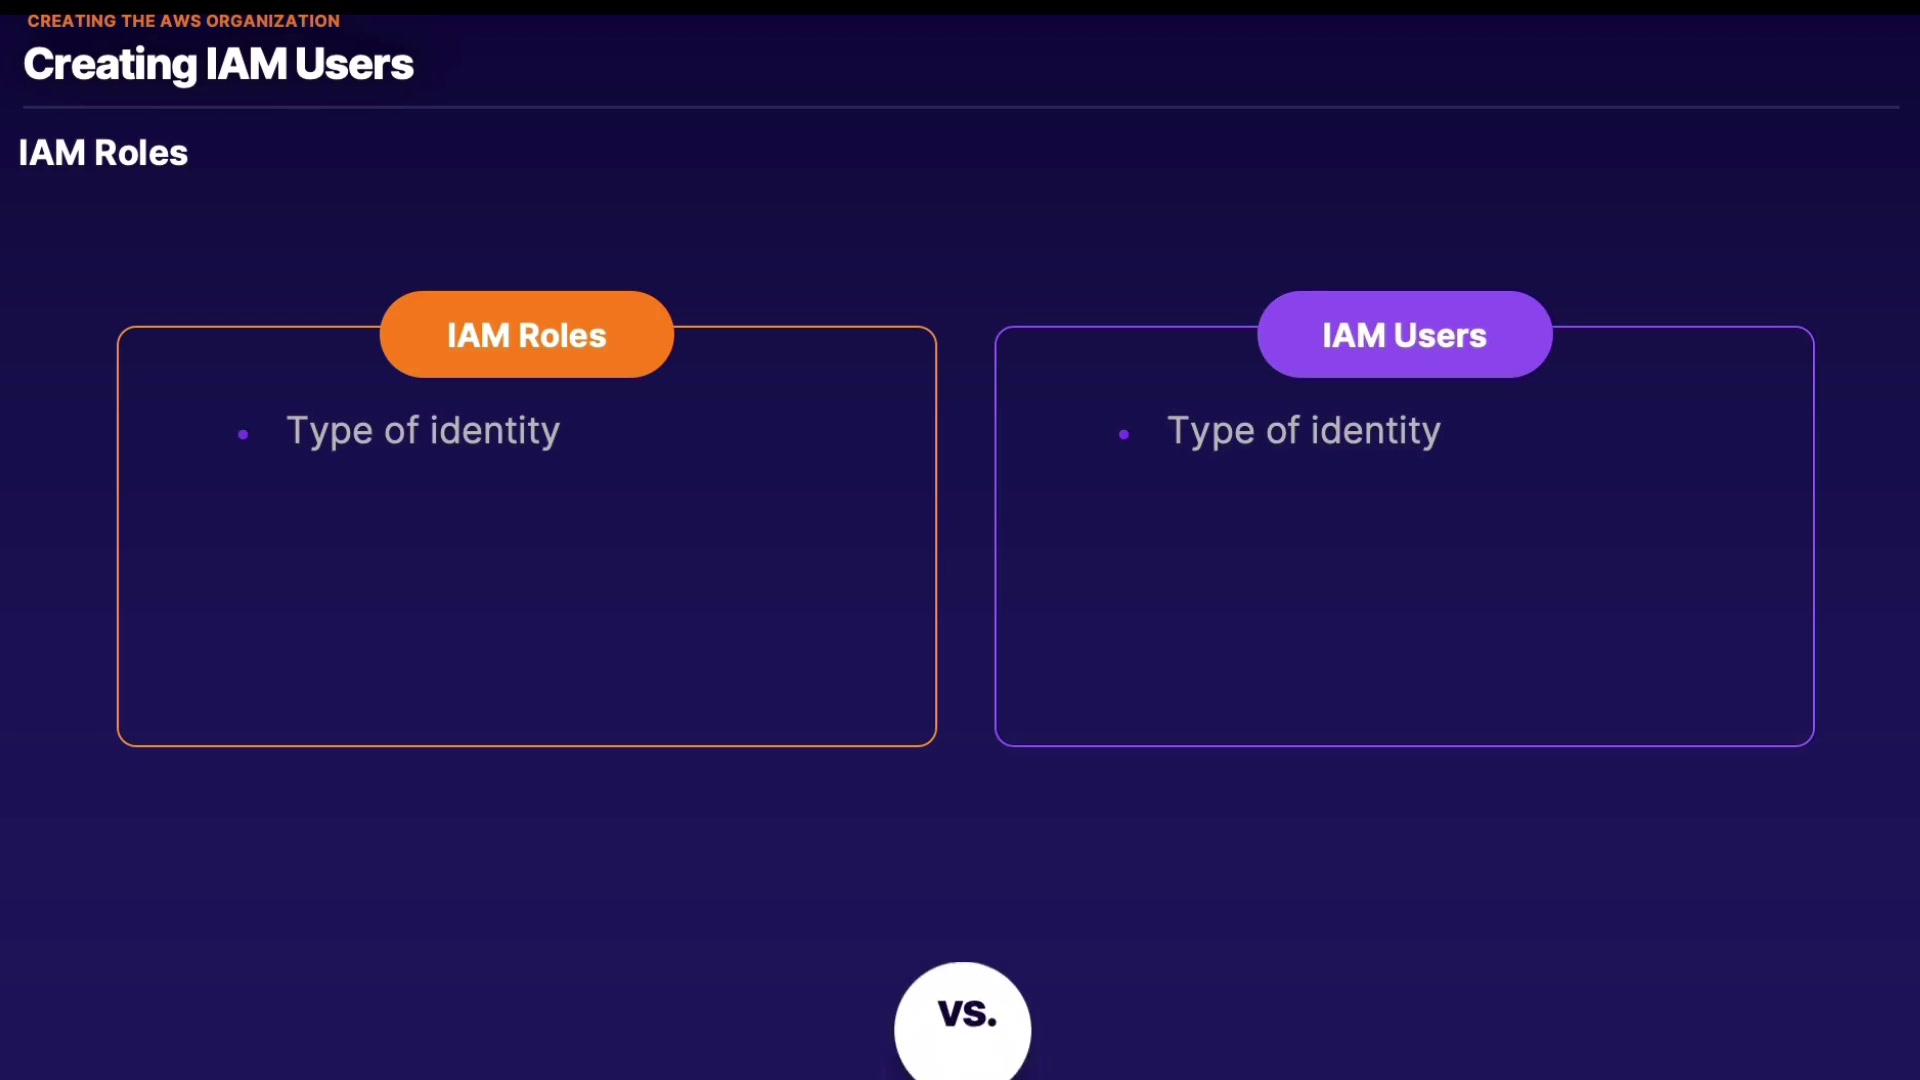 CREATING THE AWS ORGANIZATION
Creating IAM Users
IAM Roles
IAM Roles
• Type of identity
IAM Users
• Type of identity
vs.